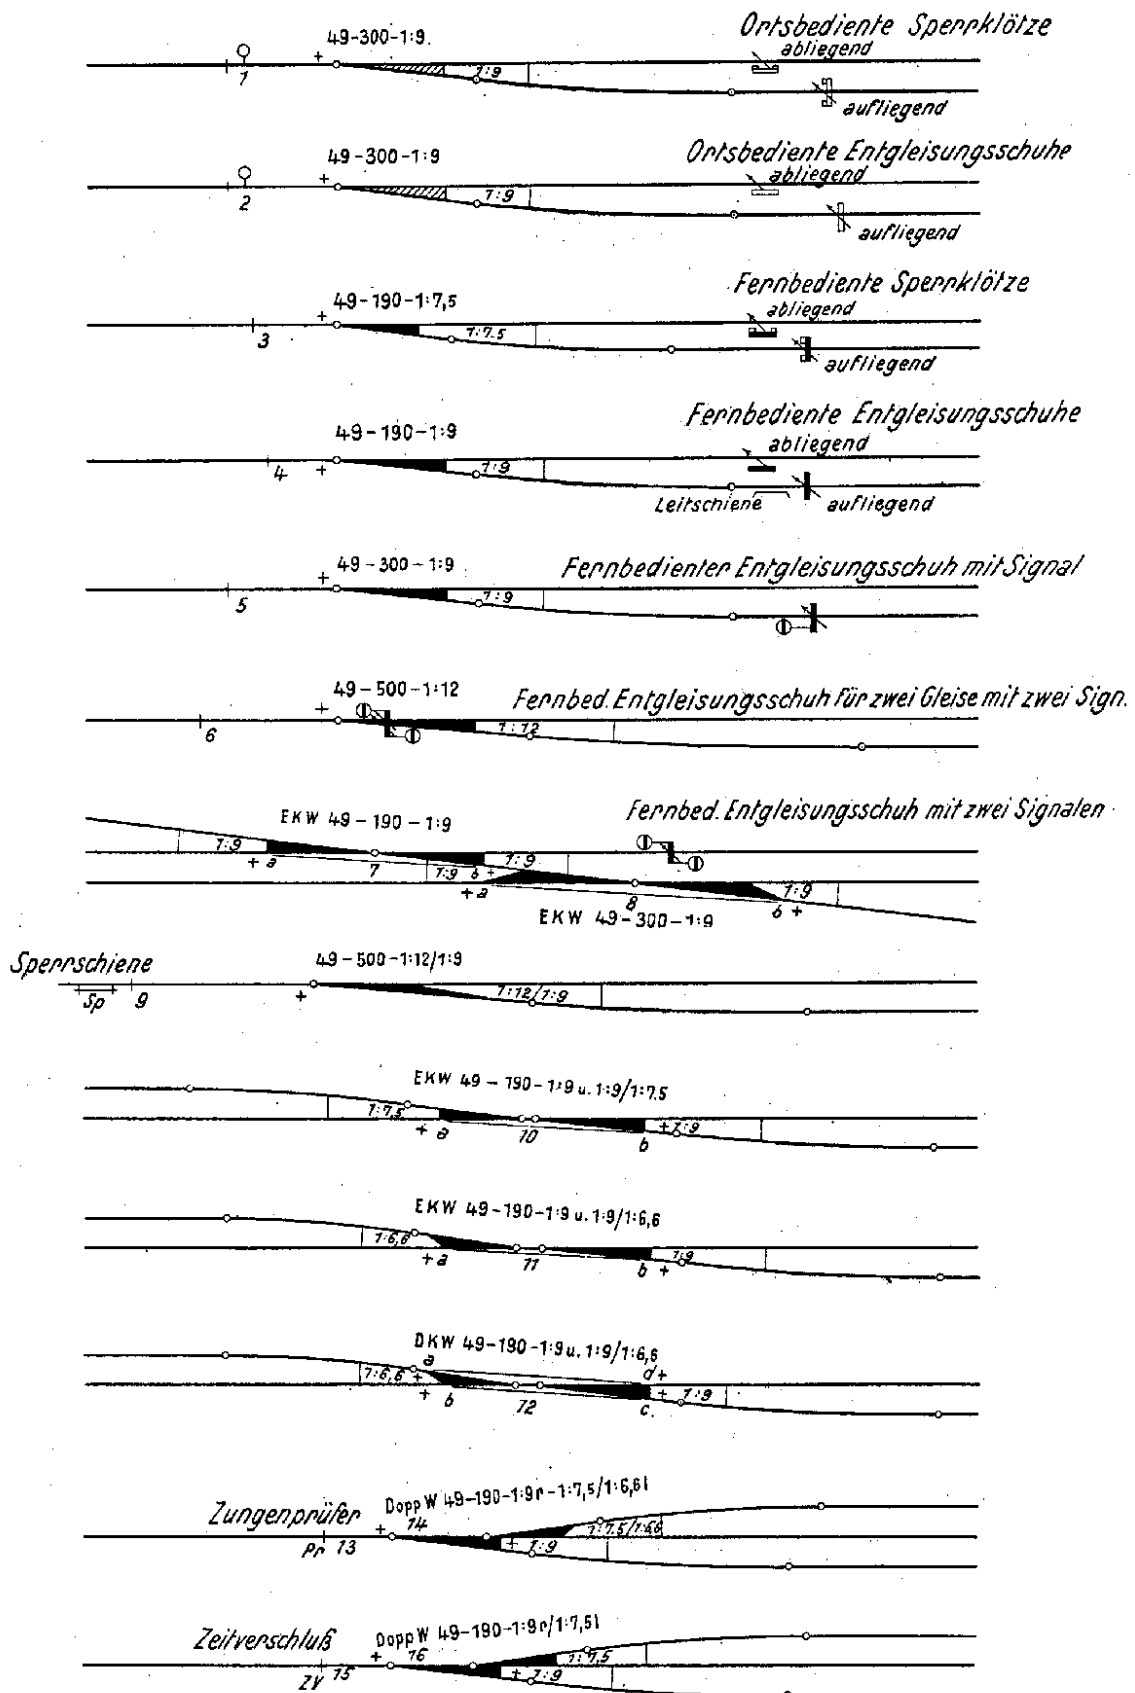 Ortsbediente Sperrklötze
49-300-1:9.
abliegend
+
1:9
1
aufliegend
Ortsbediente Entgleisungsschuhe
49-300-1:9
abliegend
+
1:9
2
aufliegend
Fernbediente Sperrklötze
49-190-1:7,5
abliegend
+
1:7,5
3
aufliegend
Fernbediente Entgleisungsschuhe
49-190-1:9
abliegend
4 +
1:9
Leitschiene
aufliegend
49-300-1:9
Fernbedienter Entgleisungsschuh mit Signal
+
1:9
5
49-500-1:12
Fernbed. Entgleisungsschuh für zwei Gleise mit zwei Sign.
+
1:12
6
EKW 49-190-1:9
Fernbed. Entgleisungsschuh mit zwei Signalen
1:9
+ a
7
1:9 b +
1:9
+ a
8
1:9
b +
EKW 49-300-1:9
Sperrschiene
49-500-1:12/1:9
Sp 9
+
1:12/1:9
EKW 49-190-1:9 u. 1:9/1:7,5
1:7,5
+ a
10
b
+ 1:9
EKW 49-190-1:9 u. 1:9/1:6,6
1:6,6
+ a
11
b +
1:9
DKW 49-190-1:9 u. 1:9/1:6,6
a
d+
1:6,6 +
+ 1:9
+ b
12
c.
Zungenprüfer
DoppW 49-190-1:9r-1:7,5/1:6,6l
+ 14
1:7,5/1:6,6
Pr 13
+ 1:9
Zeitverschluß
DoppW 49-190-1:9r/1:7,5l
+ 16
1:7,5
ZV 15
+ 1:9